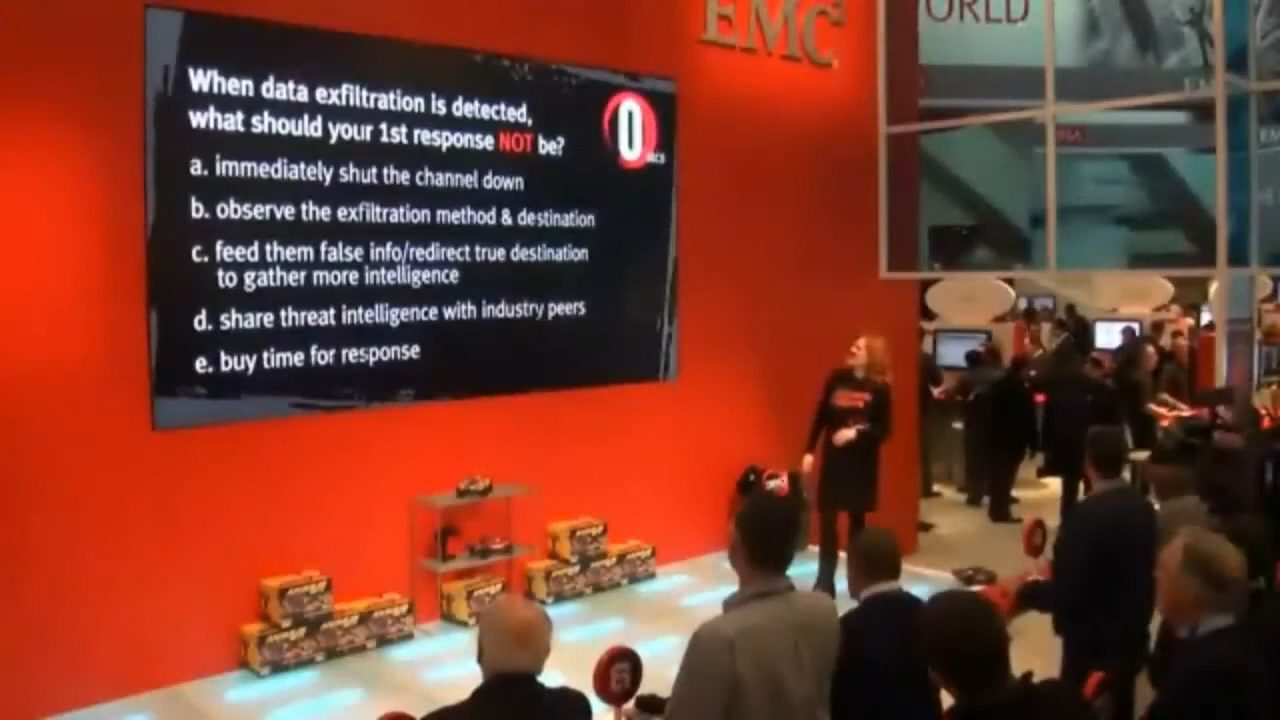 EMC
ORLD
When data exfiltration is detected,
what should your 1st response NOT be?
0
a. immediately shut the channel down
b. observe the exfiltration method & destination
c. feed them false info/redirect true destination
to gather more intelligence
d. share threat intelligence with industry peers
e. buy time for response